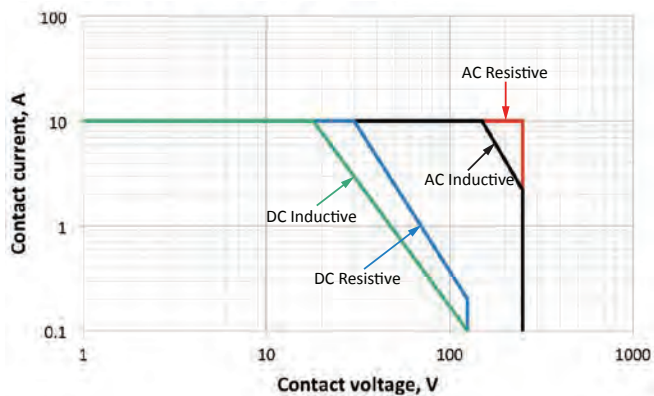 100
AC Resistive
Contact current, A
10
AC Inductive
DC Inductive
1
DC Resistive
0.1
1
10
100
1000
Contact voltage, V